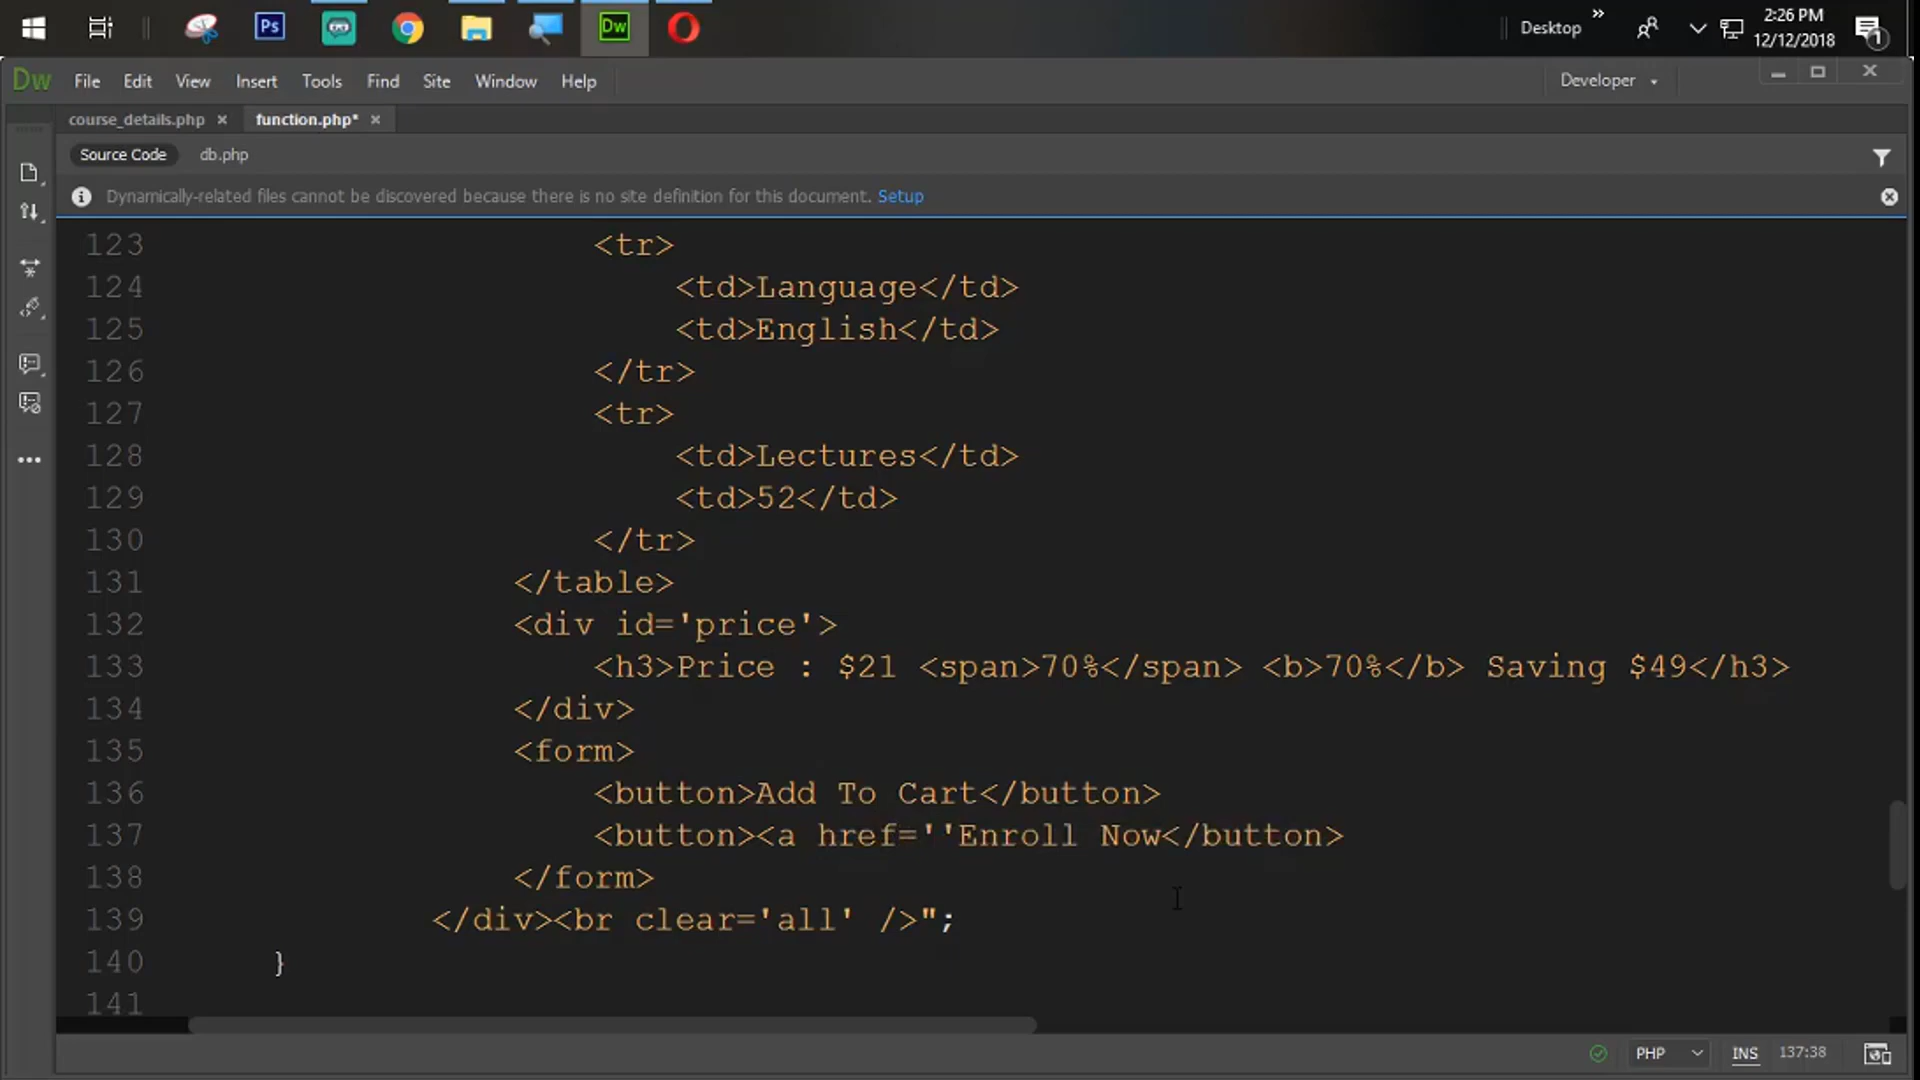 Ps
Dw
Desktop
»
2:26 PM
12/12/2018
1
Dw File Edit View Insert Tools Find Site Window Help
Developer
course_details.php
function.php*
Source Code db.php
Dynamically-related files cannot be discovered because there is no site definition for this document. Setup
123 <tr>
124 <td>Language</td>
125 <td>English</td>
126 </tr>
127 <tr>
128 <td>Lectures</td>
129 <td>52</td>
130 </tr>
131 </table>
132 <div id='price'>
133 <h3>Price : $21 <span>70%</span> <b>70%</b> Saving $49</h3>
134 </div>
135 <form>
136 <button>Add To Cart</button>
137 <button><a href=''Enroll Now</button>
138 </form>
139 </div><br clear='all' />";
140 }
141
PHP INS 137:38